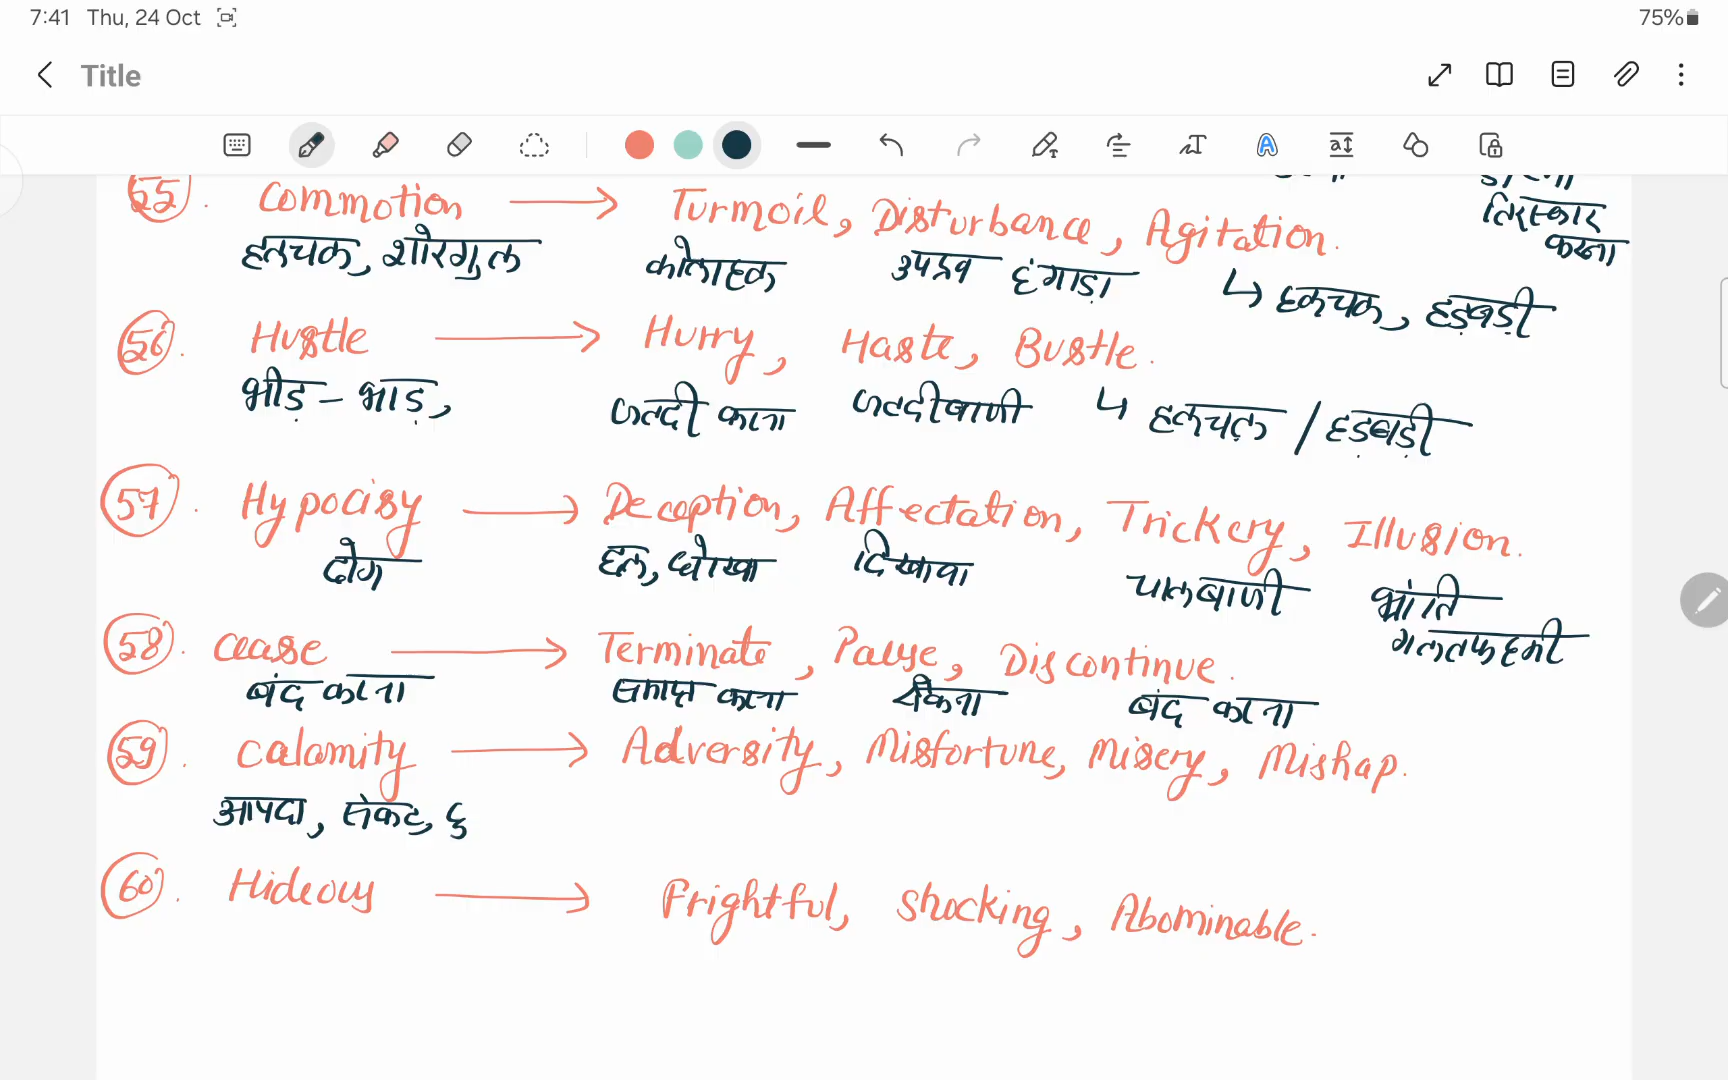 7:41 Thu, 24 Oct 75%
Title
55. Commotion → Turmoil, Disturbance, Agitation. तिरस्कार
हलचल, शोरगुल कोलाहल उपद्रव दंगाड़ा ↳ हलचल, हड़बड़ी करना
56. Hustle → Hurry, Haste, Bustle.
भीड़ – भाड़, जल्दी करना जल्दीबाजी ↳ हलचल / हड़बड़ी
57. Hypocisy → Deception, Affectation, Trickery, Illusion.
ढोंग छल, धोखा दिखावा चालबाजी भ्रांति
गलतफहमी
58. Cease → Terminate, Pause, Discontinue.
बंद करना समाप्त करना रोकना बंद करना
59. Calamity → Adversity, Misfortune, Misery, Mishap.
आपदा, संकट, दु
60. Hideous → Frightful, Shocking, Abominable.